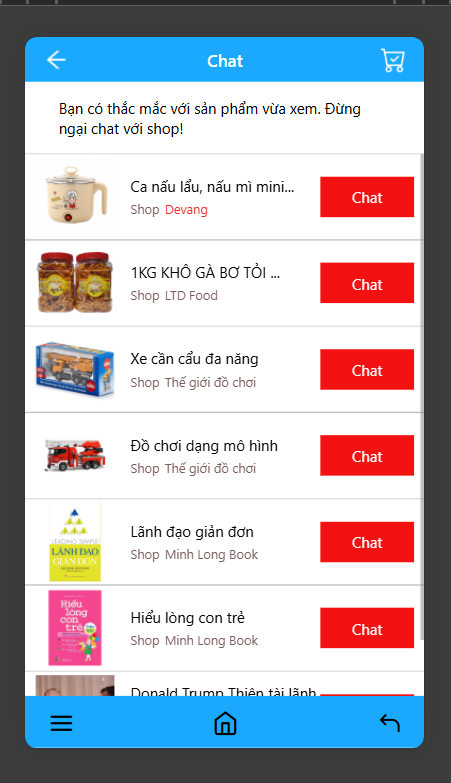 Chat
Bạn có thắc mắc với sản phẩm vừa xem. Đừng
ngại chat với shop!
Ca nấu lẩu, nấu mì mini...
Shop Devang
Chat
1KG KHÔ GÀ BƠ TỎI ...
Shop LTD Food
Chat
Xe cần cẩu đa năng
Shop Thế giới đồ chơi
Chat
Đồ chơi dạng mô hình
Shop Thế giới đồ chơi
Chat
LEADING SIMPLE
LÃNH ĐẠO
GIẢN ĐƠN
Lãnh đạo giản đơn
Shop Minh Long Book
Chat
Hiểu
lòng con
trẻ
Hiểu lòng con trẻ
Shop Minh Long Book
Chat
Donald Trump Thiên tài lãnh